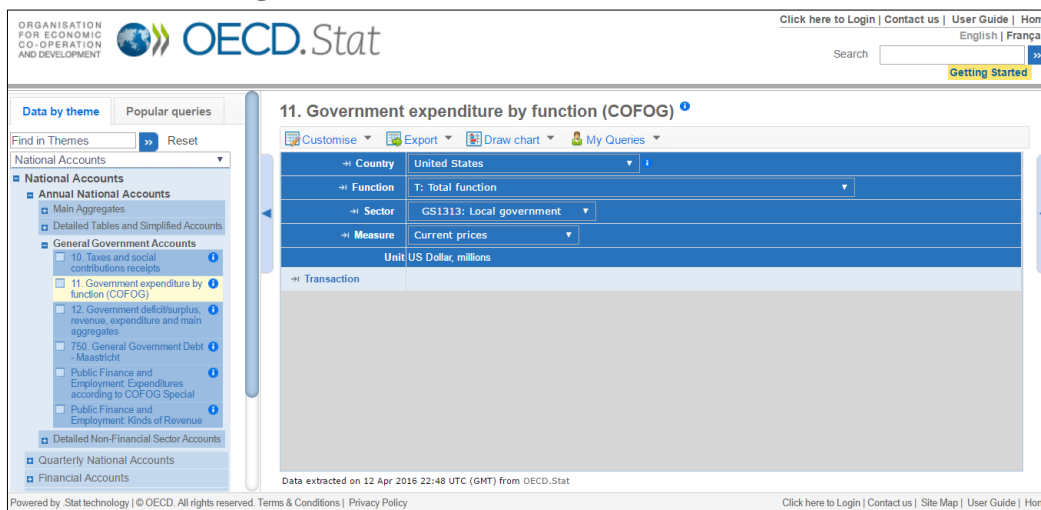 ORGANISATION
FOR ECONOMIC
CO-OPERATION
AND DEVELOPMENT
OECD.Stat
Click here to Login | Contact us | User Guide | Hom
English | França
Search
»
Getting Started
Data by theme
Popular queries
Find in Themes
»
Reset
National Accounts
National Accounts
Annual National Accounts
Main Aggregates
Detailed Tables and Simplified Accounts
General Government Accounts
10. Taxes and social
contributions receipts
11. Government expenditure by
function (COFOG)
12. Government deficit/surplus,
revenue, expenditure and main
aggregates
750. General Government Debt
- Maastricht
Public Finance and
Employment: Expenditures
according to COFOG Special
Public Finance and
Employment: Kinds of Revenue
Detailed Non-Financial Sector Accounts
Quarterly National Accounts
Financial Accounts
11. Government expenditure by function (COFOG)
Customise
Export
Draw chart
My Queries
Country United States
Function T: Total function
Sector GS1313: Local government
Measure Current prices
Unit US Dollar, millions
Transaction
Data extracted on 12 Apr 2016 22:48 UTC (GMT) from OECD.Stat
Powered by .Stat technology | © OECD. All rights reserved. Terms & Conditions | Privacy Policy
Click here to Login | Contact us | Site Map | User Guide | Hom